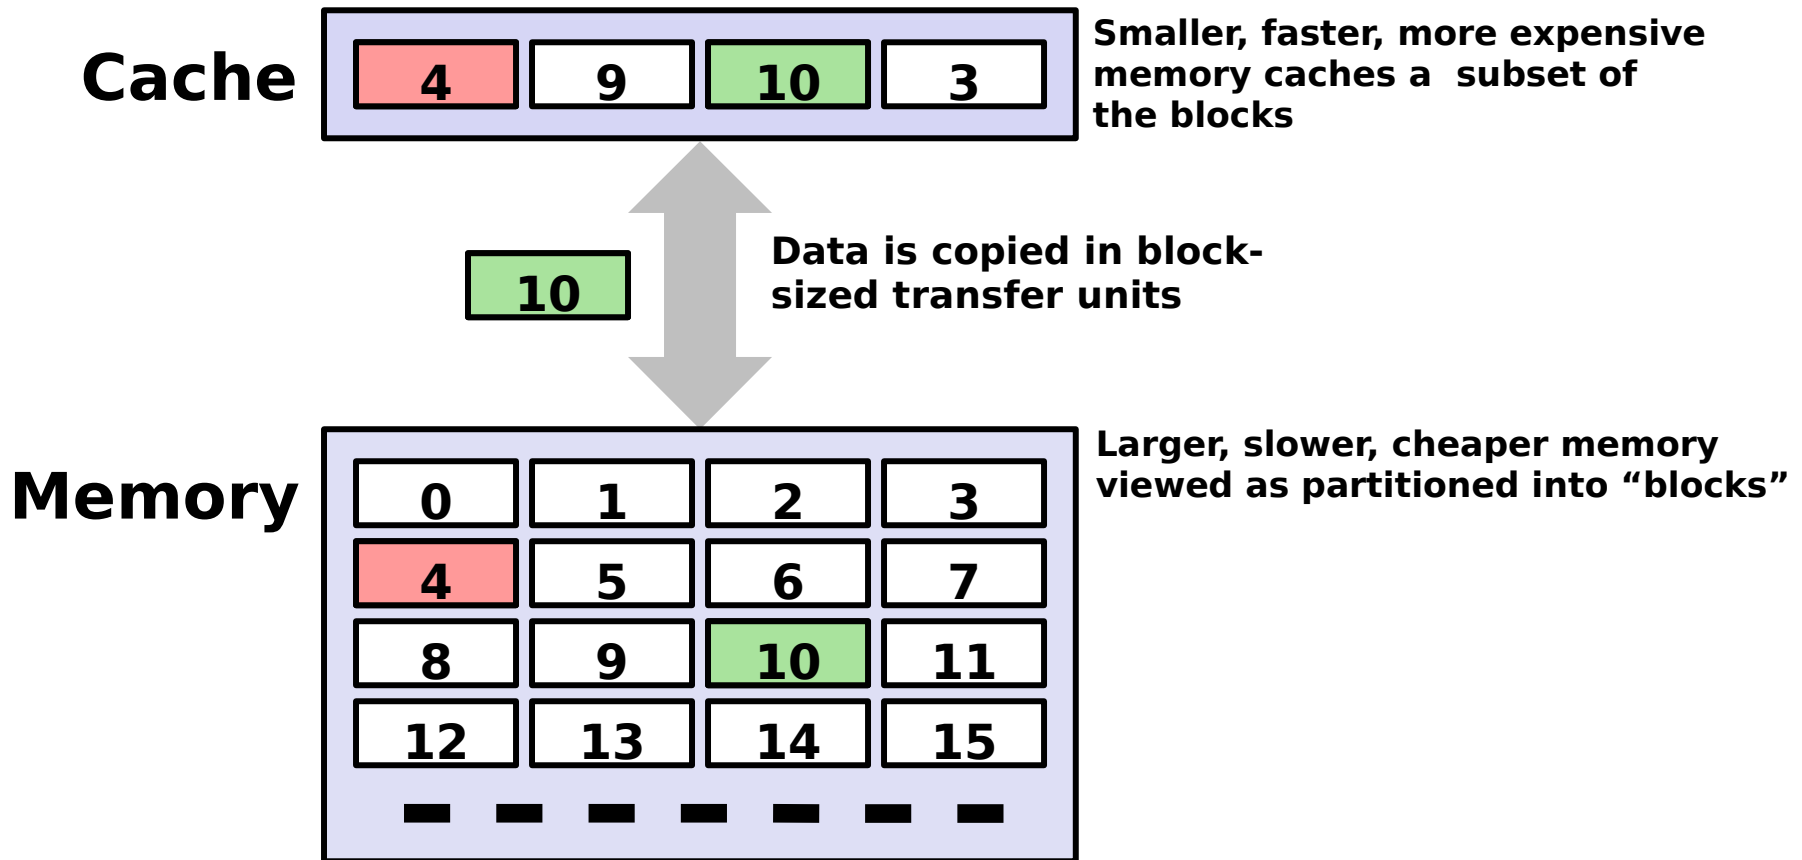 Cache
4 9 10 3
Smaller, faster, more expensive
memory caches a  subset of
the blocks
10
Data is copied in block-
sized transfer units
Memory
0 1 2 3
4 5 6 7
8 9 10 11
12 13 14 15
Larger, slower, cheaper memory
viewed as partitioned into “blocks”